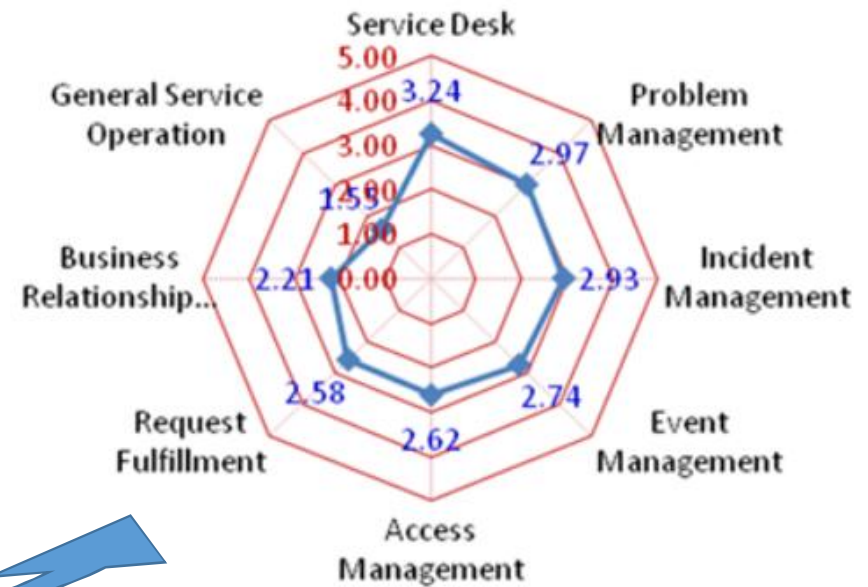 Service Desk
5.00
General Service
Operation
4.00
3.24
Problem
Management
3.00
2.97
2.00
1.55
1.00
Business
Relationship...
2.21
0.00
2.93
Incident
Management
2.58
2.74
Request
Fulfillment
2.62
Event
Management
Access
Management